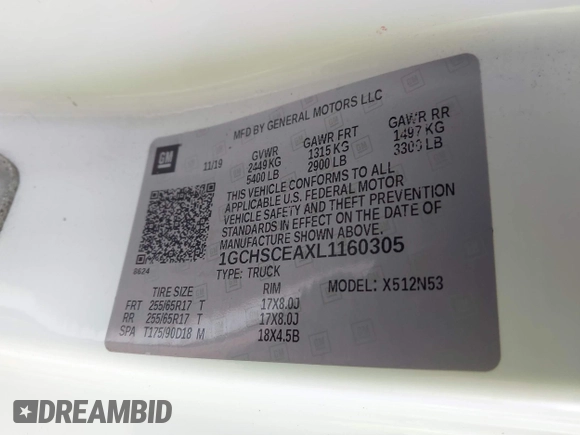 MFD BY GENERAL MOTORS LLC
GM
11/19 GVWR GAWR FRT GAWR RR
2449 KG 1315 KG 1497 KG
5400 LB 2900 LB 3300 LB
THIS VEHICLE CONFORMS TO ALL
APPLICABLE U.S. FEDERAL MOTOR
VEHICLE SAFETY AND THEFT PREVENTION
STANDARDS IN EFFECT ON THE DATE OF
MANUFACTURE SHOWN ABOVE.
1GCHSCEAXL1160305
8624
TYPE: TRUCK
MODEL: X512N53
TIRE SIZE RIM
FRT 255/65R17 T 17X8.0J
RR 255/65R17 T 17X8.0J
SPA T175/90D18 M 18X4.5B
DREAMBID